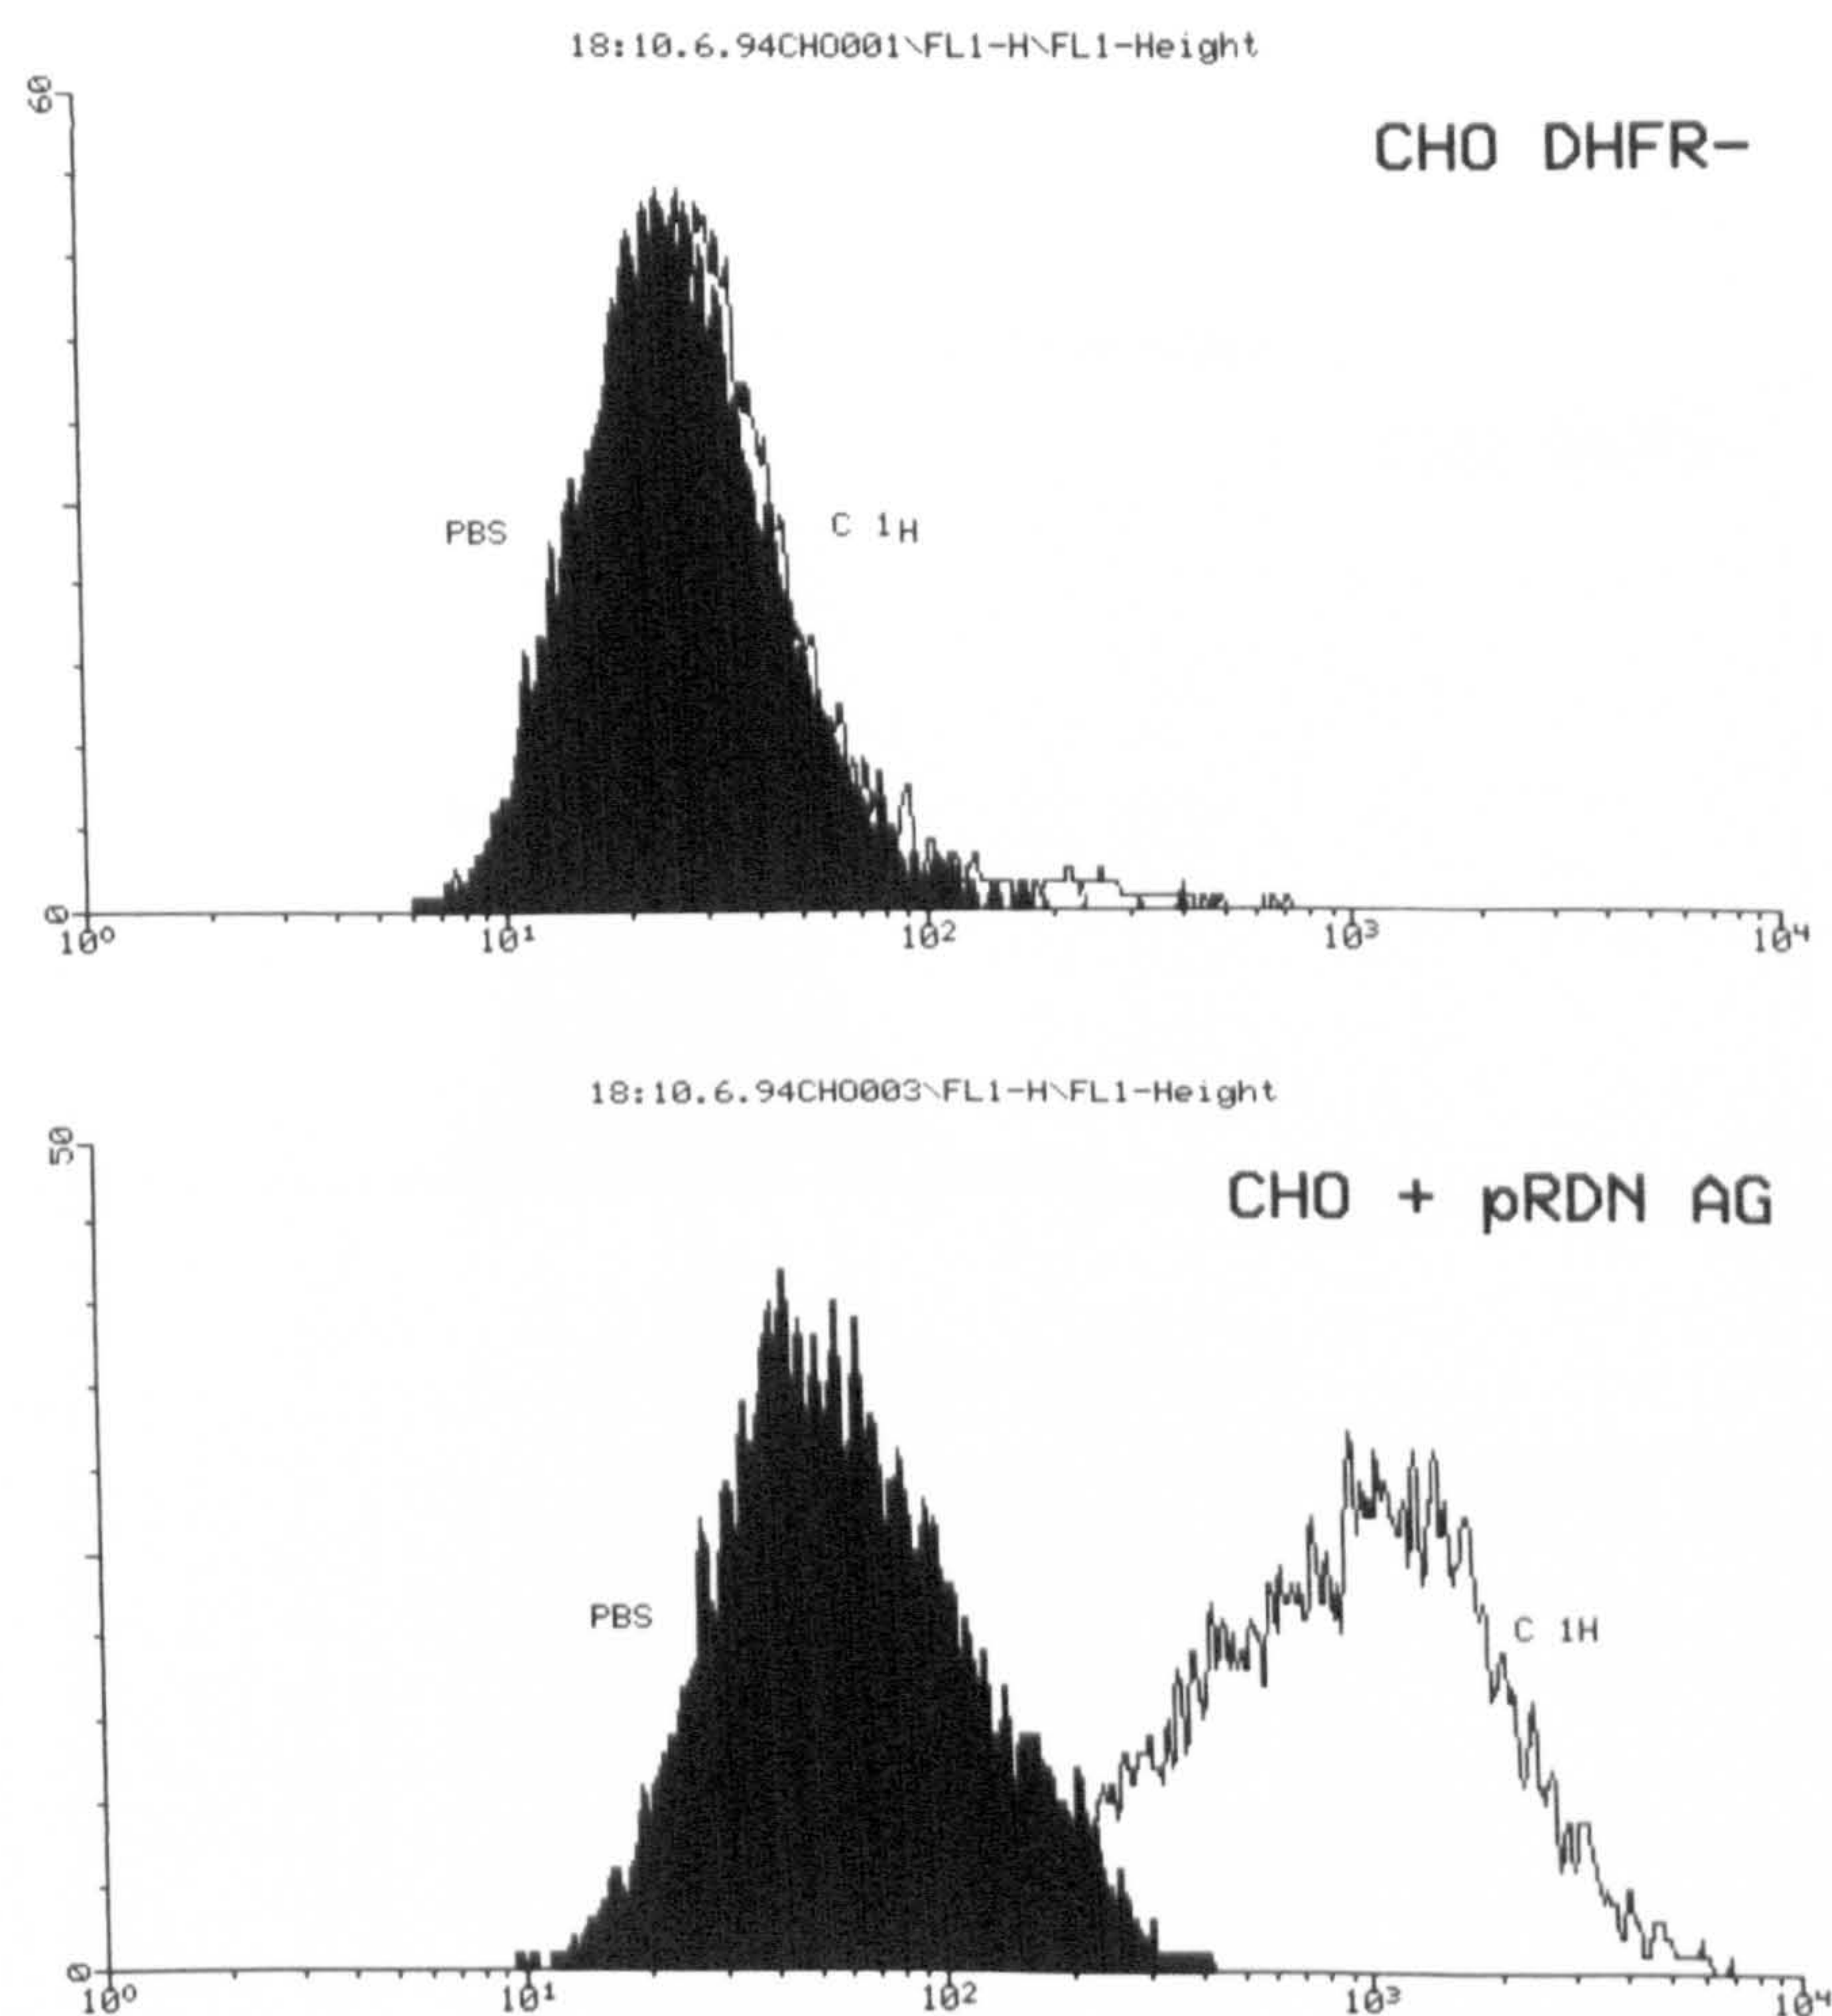 18:10.6.94CHO001\FL1-H\FL1-Height
60
CHO DHFR-
PBS
C 1H
0
10⁰ 10¹ 10² 10³ 10⁴
18:10.6.94CHO003\FL1-H\FL1-Height
50
CHO + pRDN AG
PBS
C 1H
0
10⁰ 10¹ 10² 10³ 10⁴